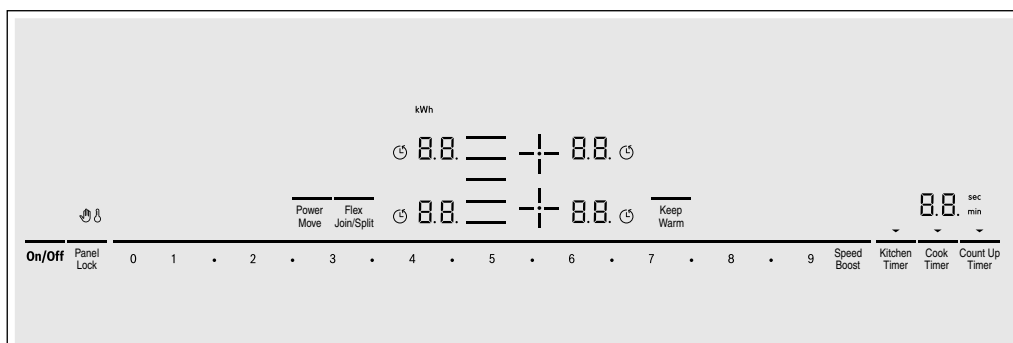 kWh
8.8. 8.8.
Power Move
Flex Join/Split
8.8. 8.8.
Keep Warm
8.8. sec min
On/Off
Panel Lock
0 1 . 2 . 3 . 4 . 5 . 6 . 7 . 8 . 9
Speed Boost
Kitchen Timer
Cook Timer
Count Up Timer